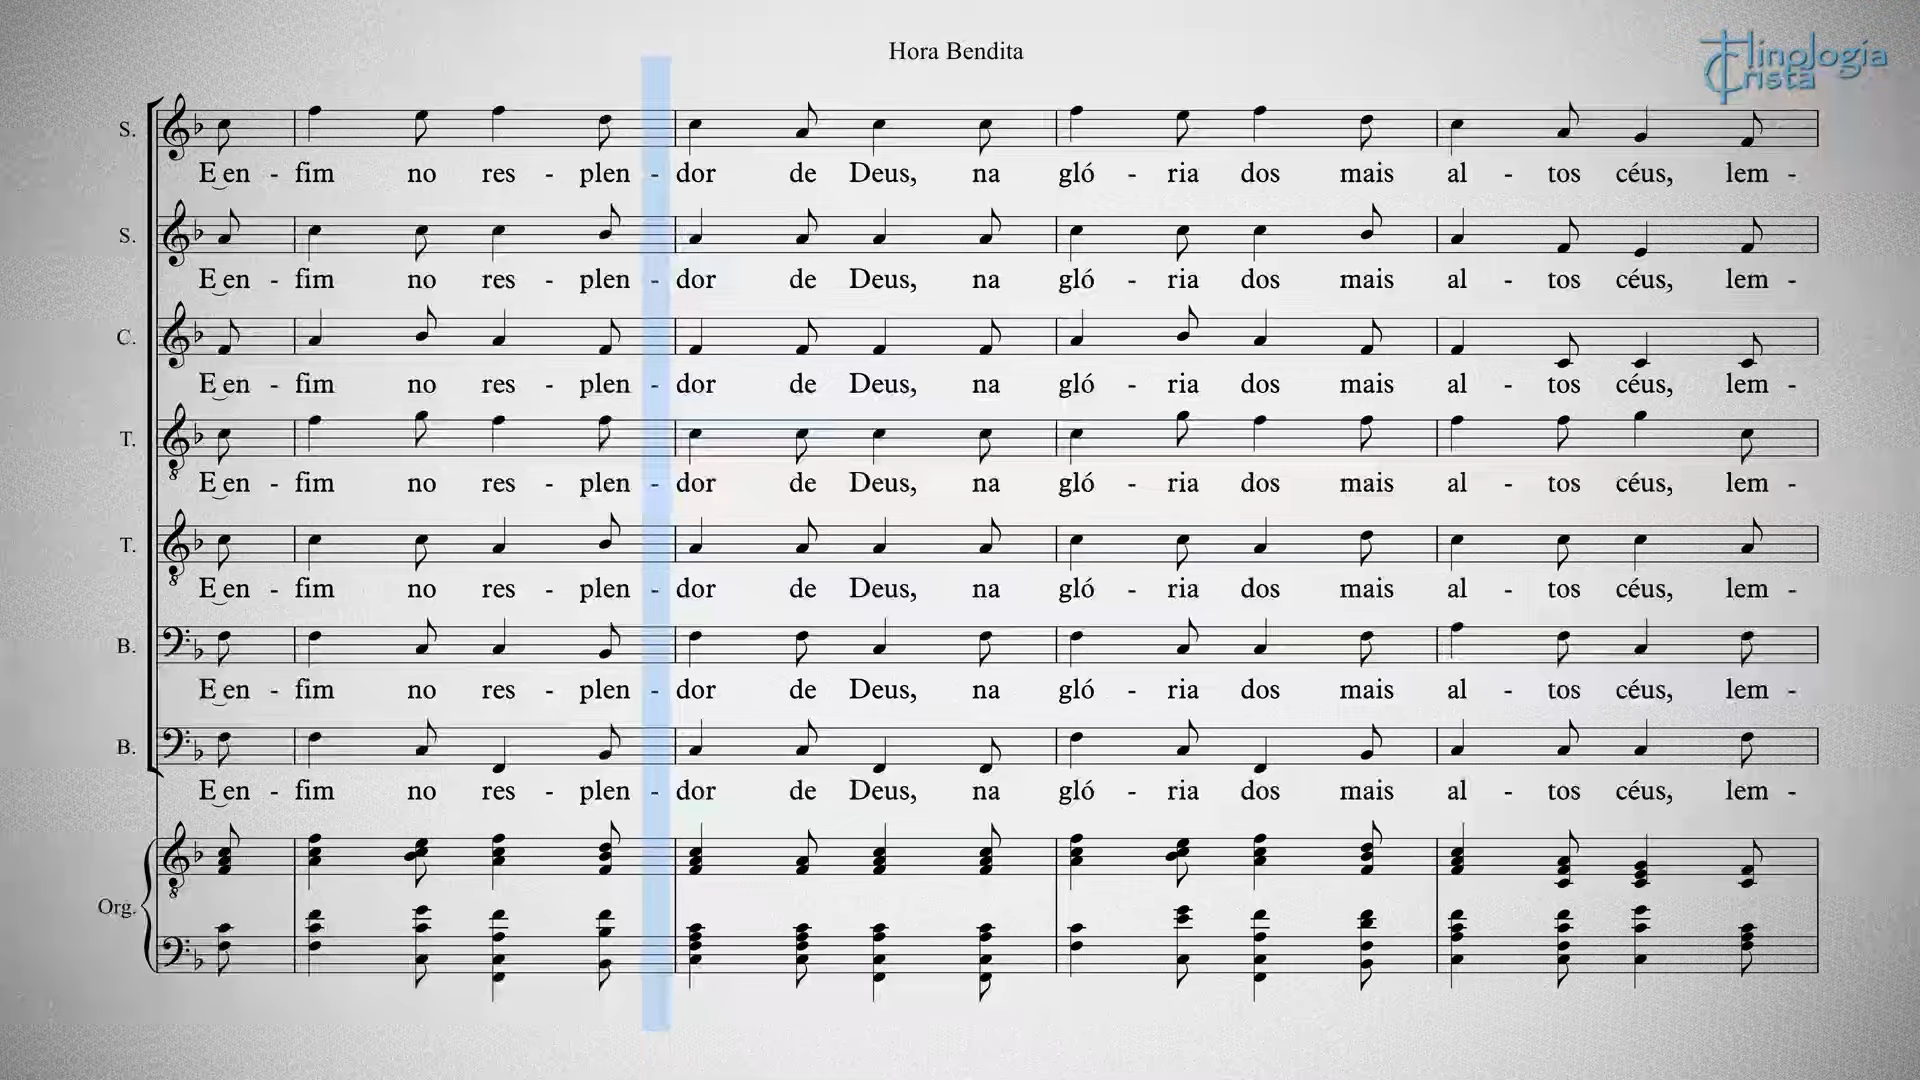 Hora Bendita
Hinologia
Cristã
S.
E en - fim no res - plen - dor de Deus, na gló - ria dos mais al - tos céus, lem -
S.
E en - fim no res - plen - dor de Deus, na gló - ria dos mais al - tos céus, lem -
C.
E en - fim no res - plen - dor de Deus, na gló - ria dos mais al - tos céus, lem -
T.
E en - fim no res - plen - dor de Deus, na gló - ria dos mais al - tos céus, lem -
T.
E en - fim no res - plen - dor de Deus, na gló - ria dos mais al - tos céus, lem -
B.
E en - fim no res - plen - dor de Deus, na gló - ria dos mais al - tos céus, lem -
B.
E en - fim no res - plen - dor de Deus, na gló - ria dos mais al - tos céus, lem -
Org.